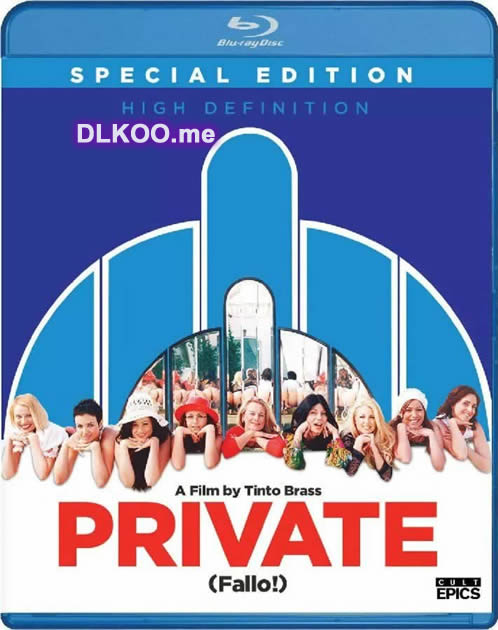 Blu-ray Disc
SPECIAL EDITION
HIGH DEFINITION
DLKOO.me
A Film by Tinto Brass
PRIVATE
(Fallo!)
CULT
EPICS